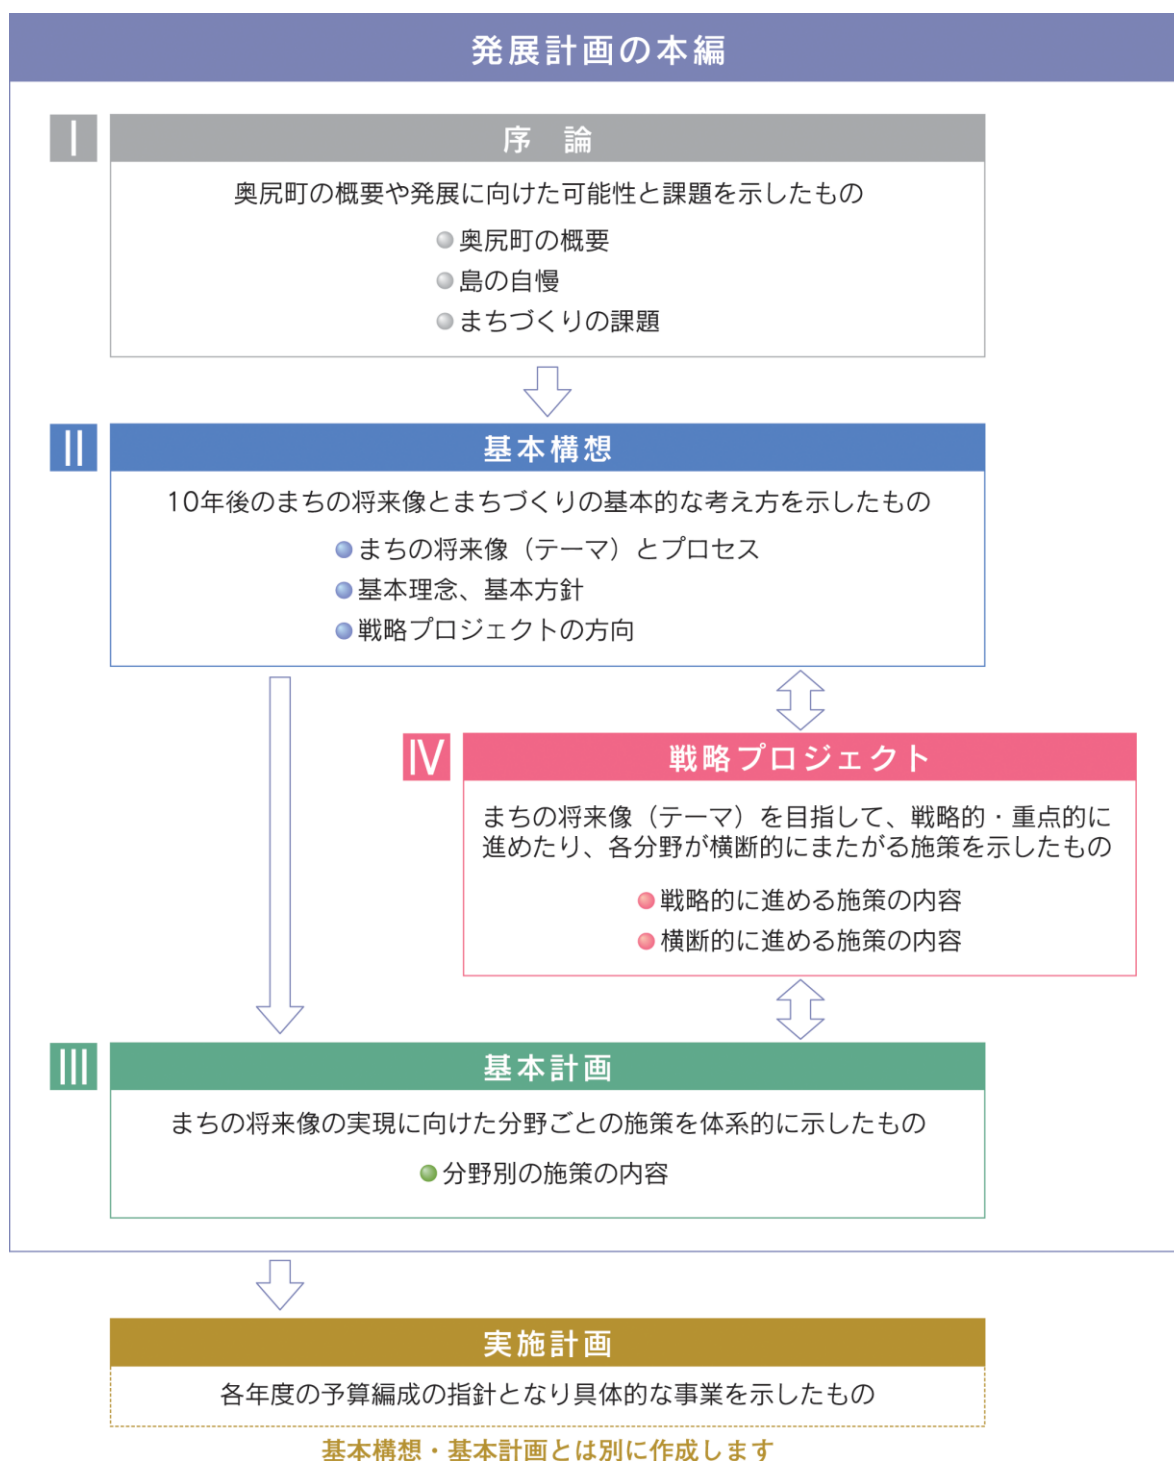 発展計画の本編
I
序　論
奥尻町の概要や発展に向けた可能性と課題を示したもの
奥尻町の概要
島の自慢
まちづくりの課題
II
基本構想
10年後のまちの将来像とまちづくりの基本的な考え方を示したもの
まちの将来像（テーマ）とプロセス
基本理念、基本方針
戦略プロジェクトの方向
IV
戦略プロジェクト
まちの将来像（テーマ）を目指して、戦略的・重点的に
進めたり、各分野が横断的にまたがる施策を示したもの
戦略的に進める施策の内容
横断的に進める施策の内容
III
基本計画
まちの将来像の実現に向けた分野ごとの施策を体系的に示したもの
分野別の施策の内容
実施計画
各年度の予算編成の指針となり具体的な事業を示したもの
基本構想・基本計画とは別に作成します